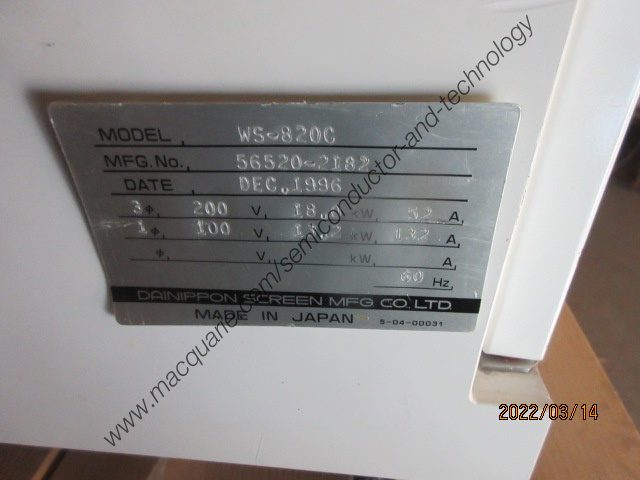 MODEL WS-820C
MFG.No. 56520-2182
DATE DEC.1996
3φ, 200 V, 18. kW, 52 A,
1φ, 100 V, kW, 132 A,
φ, V, kW, A,
60 Hz,
DAINIPPON SCREEN MFG CO.,LTD.
MADE IN JAPAN 5-04-00031
www.macquarie.com/semiconductor-and-technology
2022/03/14